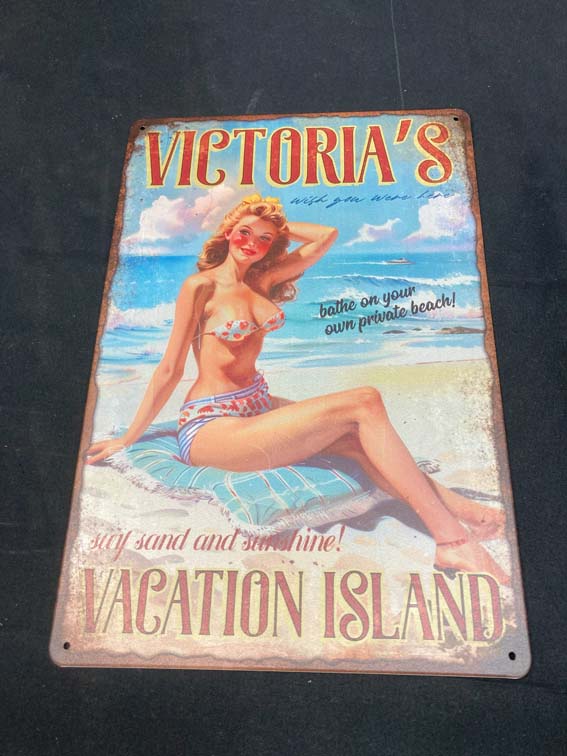 VICTORIA'S
wish you were here
bathe on your
own private beach!
surf sand and sunshine!
VACATION ISLAND